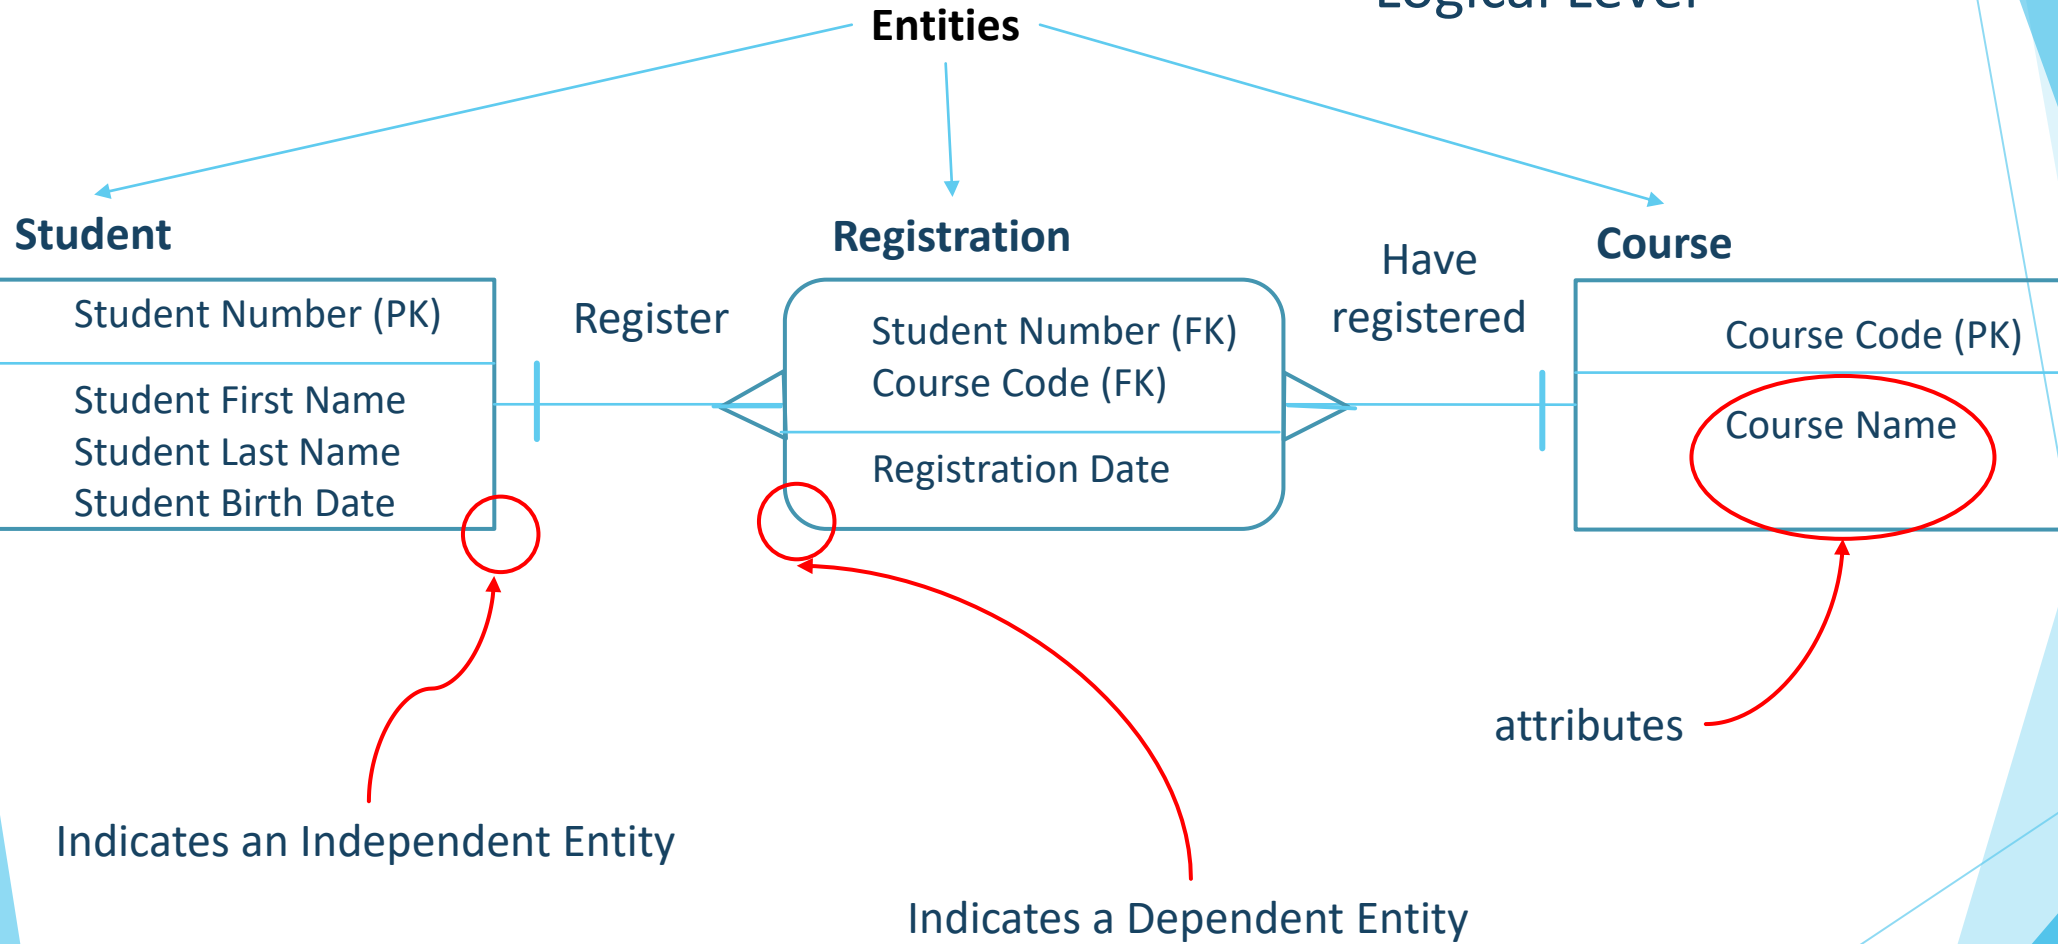 Logical Level
Entities
Student
Registration
Course
Student Number (PK)
Student First Name
Student Last Name
Student Birth Date
Register
Student Number (FK)
Course Code (FK)
Registration Date
Have
registered
Course Code (PK)
Course Name
attributes
Indicates an Independent Entity
Indicates a Dependent Entity